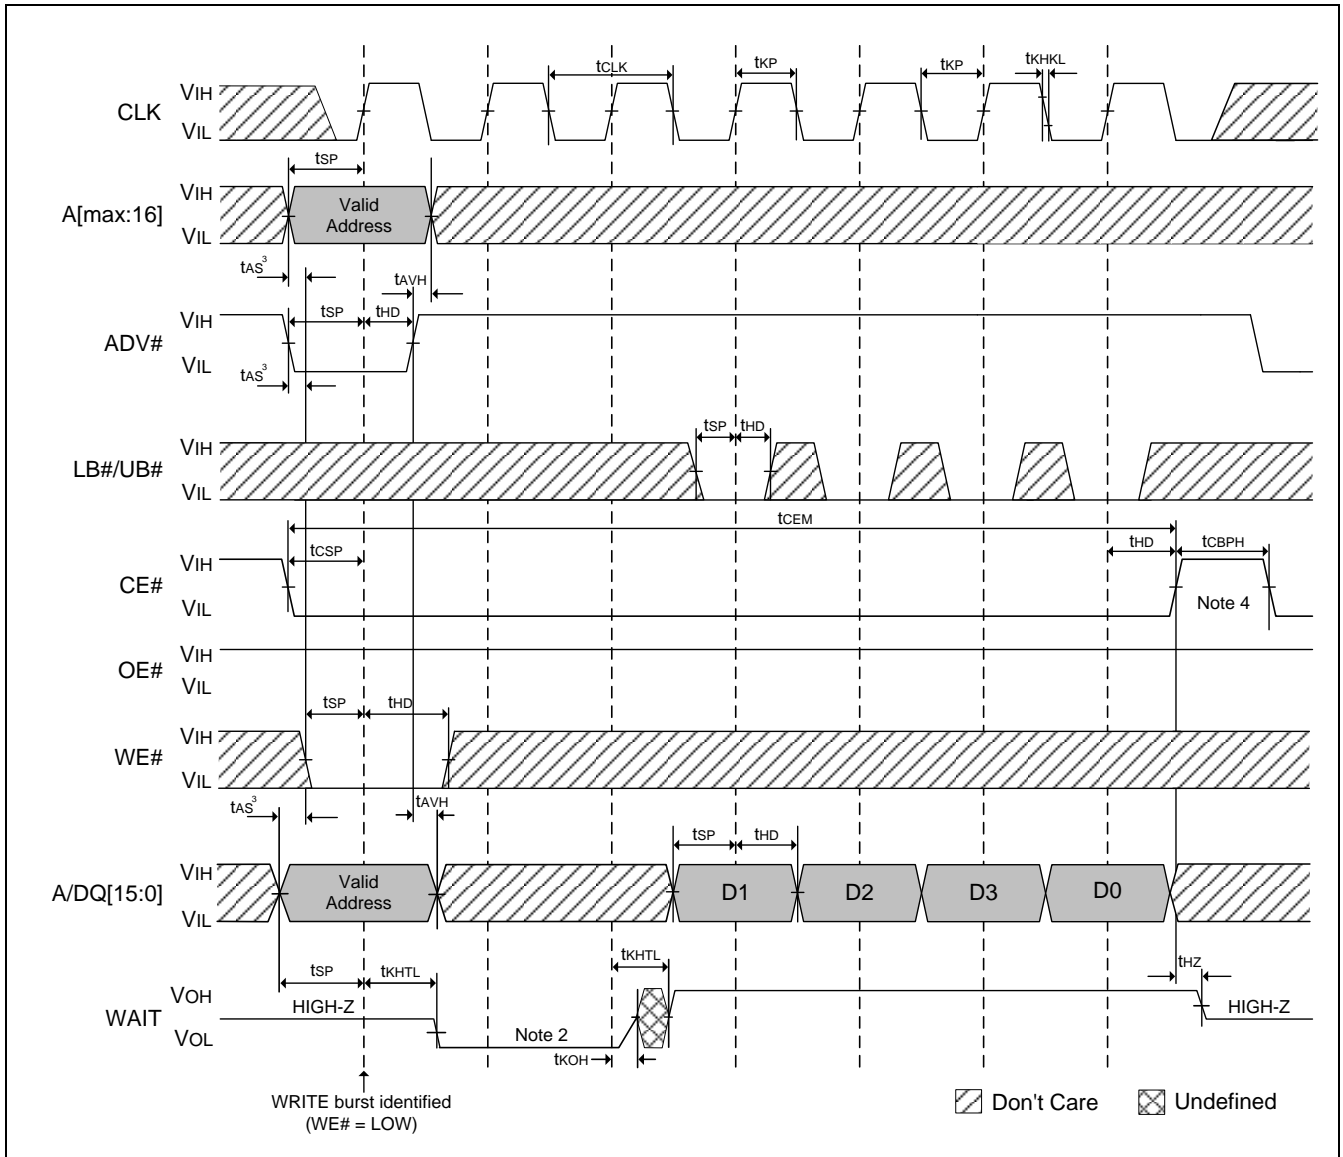 tCLK tKP tKP tKHKL
VIH
CLK
VIL
tSP
VIH
A[max:16] Valid Address
VIL
tAS3 tAVH
tSP tHD
VIH
ADV#
VIL
tAS3
tSP tHD
VIH
LB#/UB#
VIL
tCEM
tCSP tHD tCBPH
VIH
CE# Note 4
VIL
VIH
OE#
VIL
tSP tHD
VIH
WE#
VIL
tAS3 tAVH
tSP tHD
VIH
A/DQ[15:0] Valid Address D1 D2 D3 D0
VIL
tSP tKHTL tKHTL tHZ
VOH
WAIT HIGH-Z HIGH-Z
VOL Note 2
tKOH
WRITE burst identified
(WE# = LOW)
Don't Care Undefined